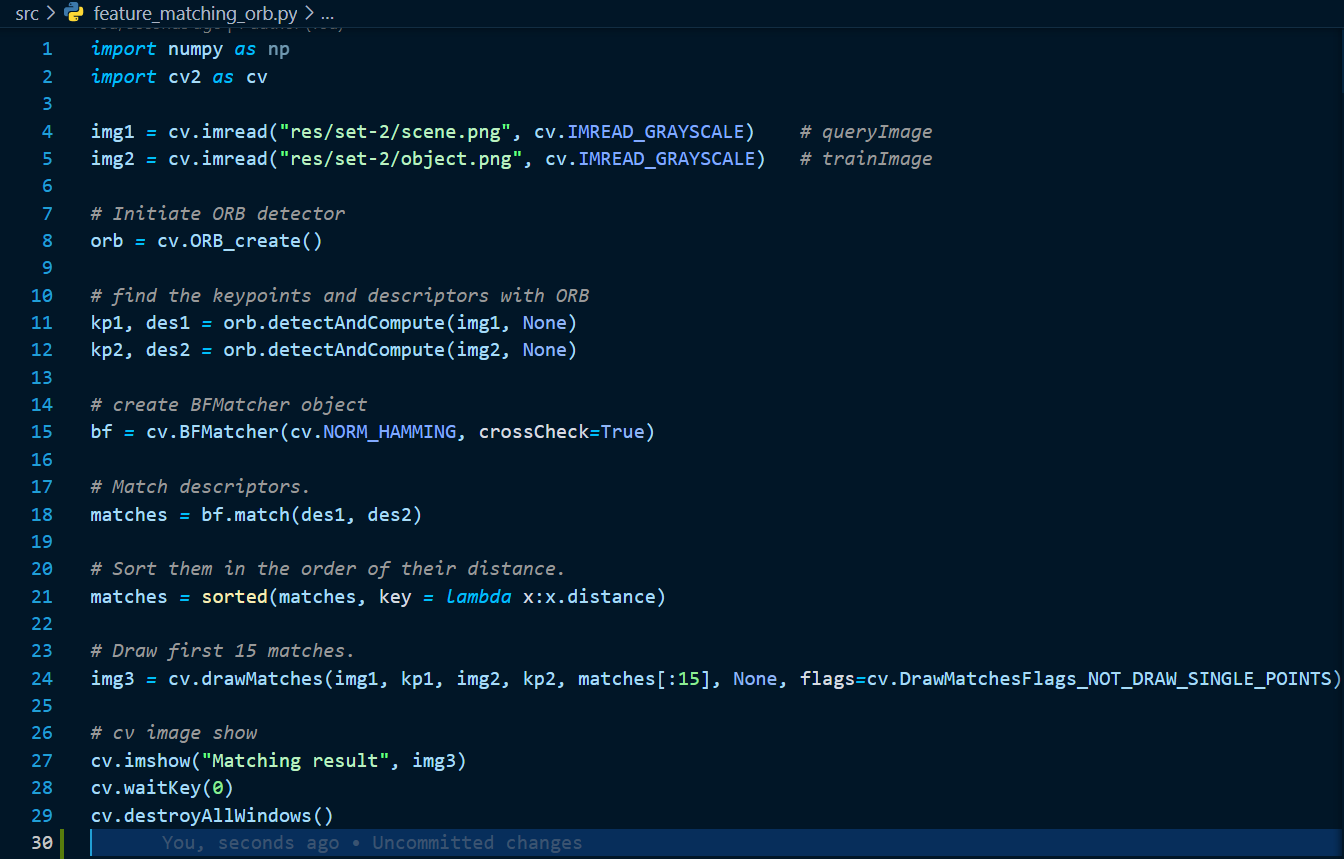 src > feature_matching_orb.py > ...
1 import numpy as np
2 import cv2 as cv
3
4 img1 = cv.imread("res/set-2/scene.png", cv.IMREAD_GRAYSCALE)    # queryImage
5 img2 = cv.imread("res/set-2/object.png", cv.IMREAD_GRAYSCALE)   # trainImage
6
7 # Initiate ORB detector
8 orb = cv.ORB_create()
9
10 # find the keypoints and descriptors with ORB
11 kp1, des1 = orb.detectAndCompute(img1, None)
12 kp2, des2 = orb.detectAndCompute(img2, None)
13
14 # create BFMatcher object
15 bf = cv.BFMatcher(cv.NORM_HAMMING, crossCheck=True)
16
17 # Match descriptors.
18 matches = bf.match(des1, des2)
19
20 # Sort them in the order of their distance.
21 matches = sorted(matches, key = lambda x:x.distance)
22
23 # Draw first 15 matches.
24 img3 = cv.drawMatches(img1, kp1, img2, kp2, matches[:15], None, flags=cv.DrawMatchesFlags_NOT_DRAW_SINGLE_POINTS)
25
26 # cv image show
27 cv.imshow("Matching result", img3)
28 cv.waitKey(0)
29 cv.destroyAllWindows()
30 You, seconds ago • Uncommitted changes